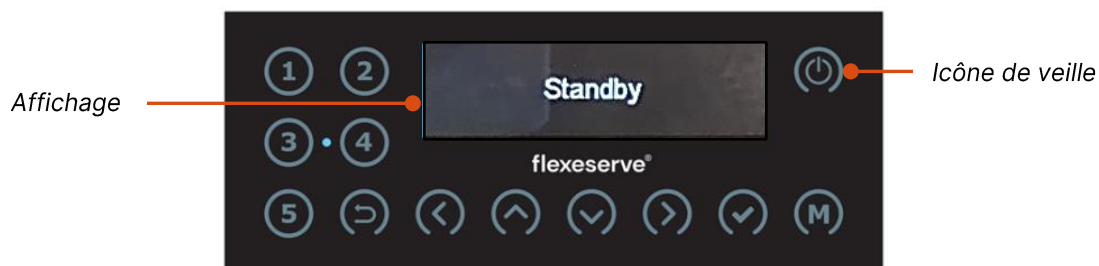 1 2
Standby
Icône de veille
Affichage
3 4
flexeserve®
5 M